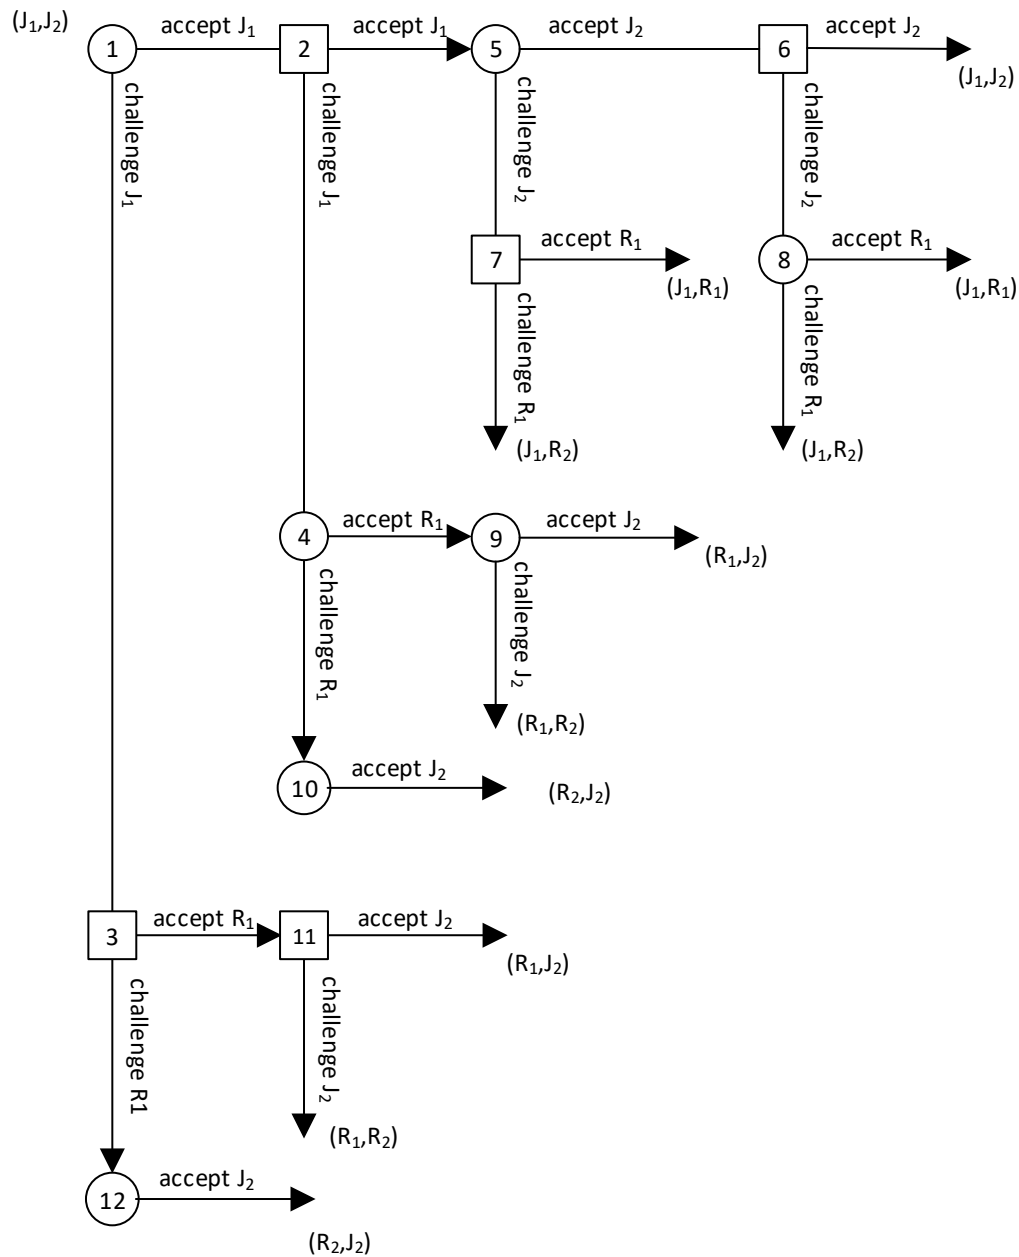 (J₁,J₂)
1
accept J₁
2
accept J₁
5
accept J₂
6
accept J₂
(J₁,J₂)
challenge J₁
challenge J₁
challenge J₂
challenge J₂
7
accept R₁
(J₁,R₁)
8
accept R₁
(J₁,R₁)
challenge R₁
(J₁,R₂)
challenge R₁
(J₁,R₂)
4
accept R₁
9
accept J₂
(R₁,J₂)
challenge R₁
challenge J₂
(R₁,R₂)
10
accept J₂
(R₂,J₂)
3
accept R₁
11
accept J₂
(R₁,J₂)
challenge R1
challenge J₂
(R₁,R₂)
12
accept J₂
(R₂,J₂)